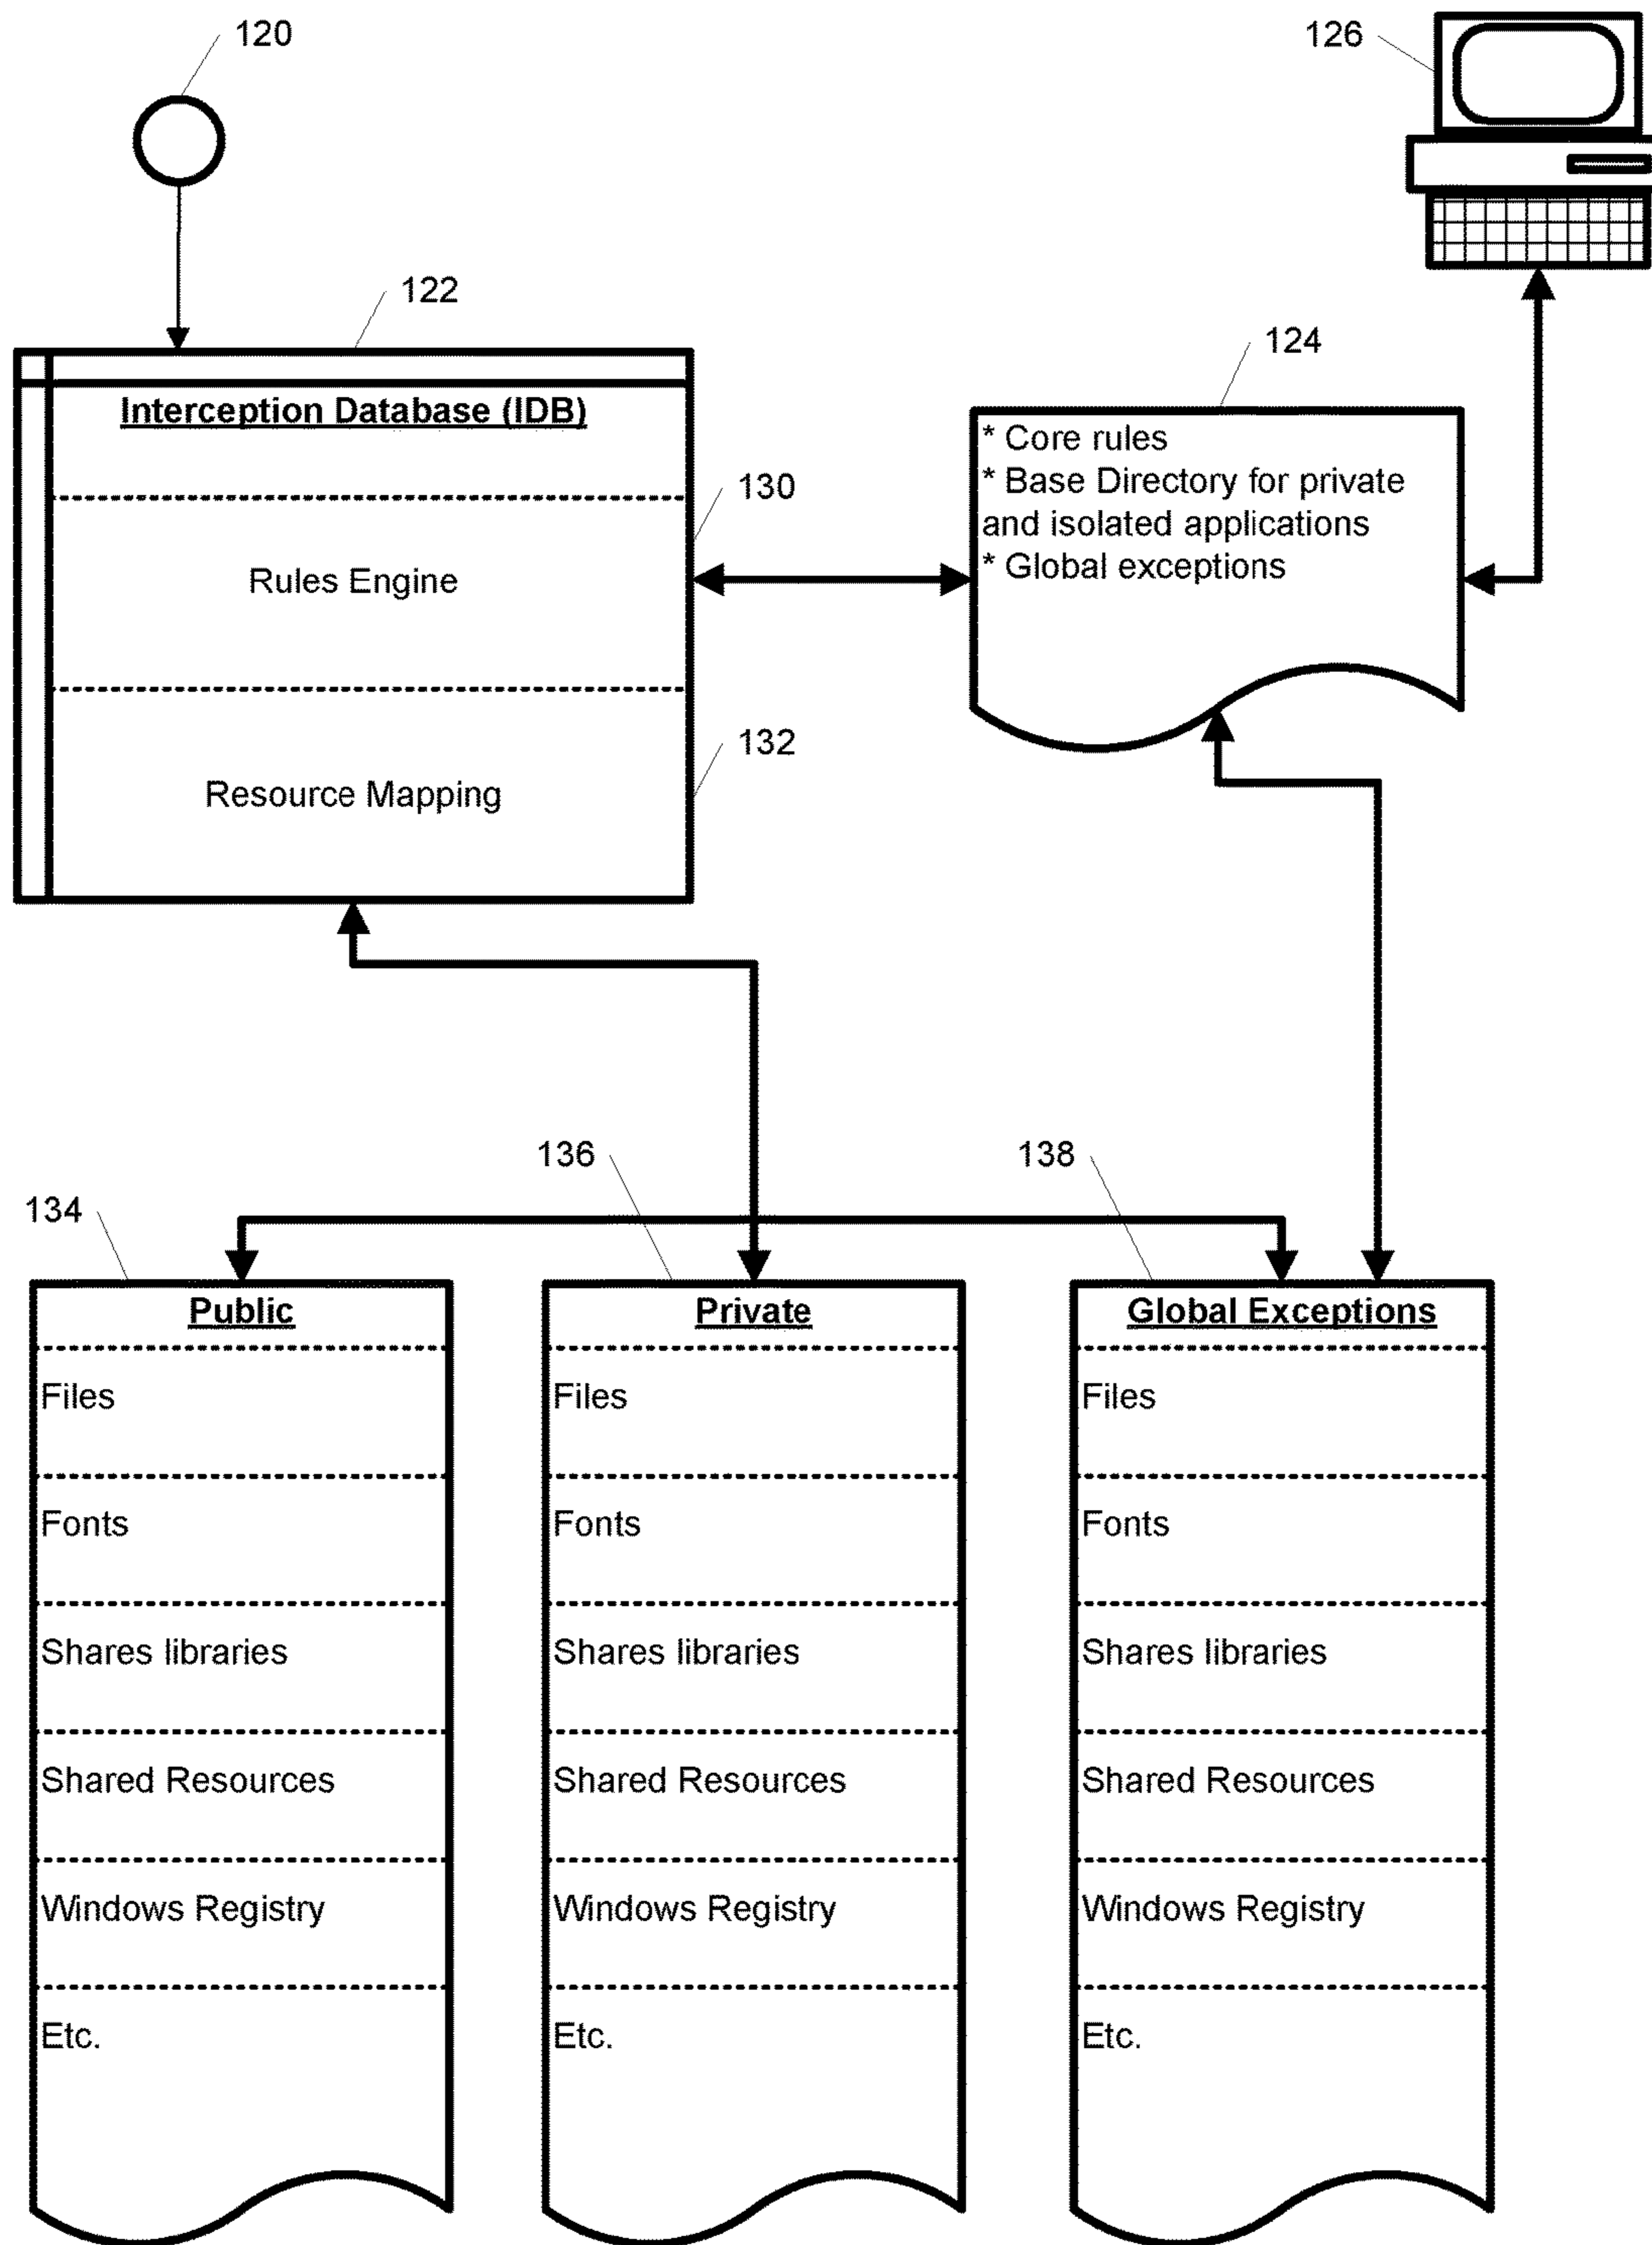 120
126
122
124
Interception Database (IDB)
* Core rules
* Base Directory for private
and isolated applications
* Global exceptions
130
Rules Engine
132
Resource Mapping
134
136
138
Public
Files
Fonts
Shares libraries
Shared Resources
Windows Registry
Etc.
Private
Files
Fonts
Shares libraries
Shared Resources
Windows Registry
Etc.
Global Exceptions
Files
Fonts
Shares libraries
Shared Resources
Windows Registry
Etc.